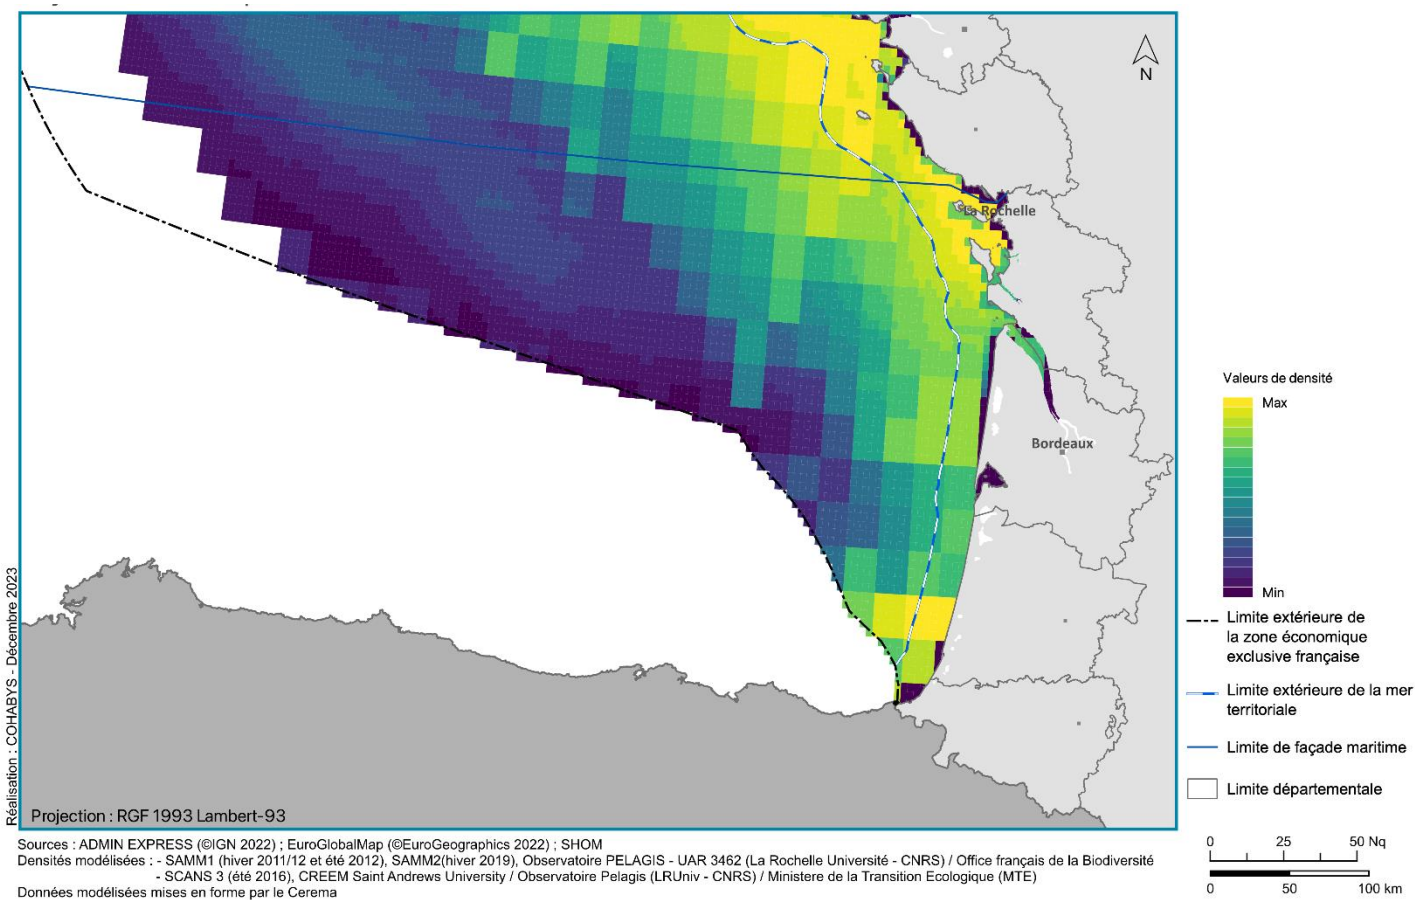 N
La Rochelle
Bordeaux
Valeurs de densité
Max
Min
Limite extérieure de
la zone économique
exclusive française
Limite extérieure de la mer
territoriale
Limite de façade maritime
Limite départementale
0 50 Nq
0 50 100 km
Réalisation : COHABYS - Décembre 2023
Projection : RGF 1993 Lambert-93
Sources : ADMIN EXPRESS (©IGN 2022) ; EuroGlobalMap (©EuroGeographics 2022) ; SHOM
Densités modélisées : - SAMM1 (hiver 2011/12 et été 2012), SAMM2(hiver 2019), Observatoire PELAGIS - UAR 3462 (La Rochelle Université - CNRS) / Office français de la Biodiversité
- SCANS 3 (été 2016), CREEM Saint Andrews University / Observatoire Pelagis (LRUniv - CNRS) / Ministere de la Transition Ecologique (MTE)
Données modélisées mises en forme par le Cerema